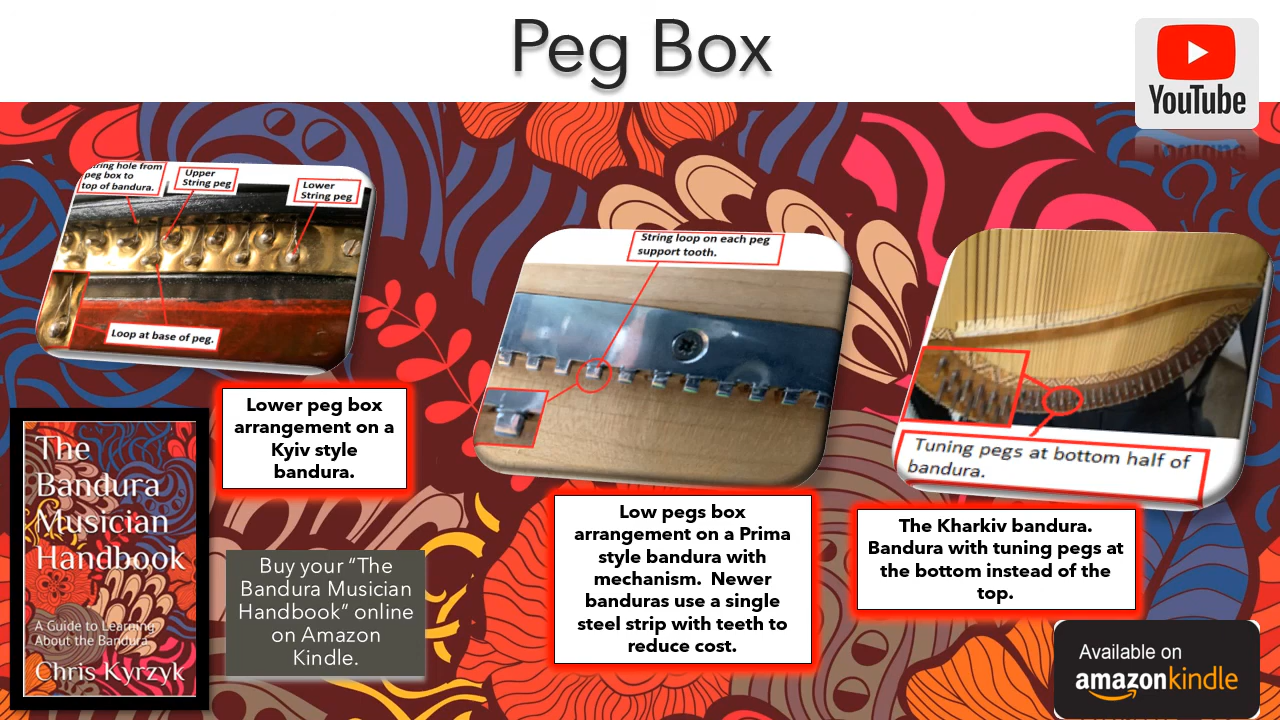 Peg Box
YouTube
string hole from
peg box to
top of bandura.
Upper
String peg
Lower
String peg
Loop at base of peg.
String loop on each peg
support tooth.
Tuning pegs at bottom half of
bandura.
Lower peg box
arrangement on a
Kyiv style
bandura.
Low pegs box
arrangement on a Prima
style bandura with
mechanism. Newer
banduras use a single
steel strip with teeth to
reduce cost.
The Kharkiv bandura.
Bandura with tuning pegs at
the bottom instead of the
top.
The
Bandura
Musician
Handbook
A Guide to Learning
About the Bandura
Chris Kyrzyk
Buy your “The
Bandura Musician
Handbook” online
on Amazon
Kindle.
Available on
amazonkindle